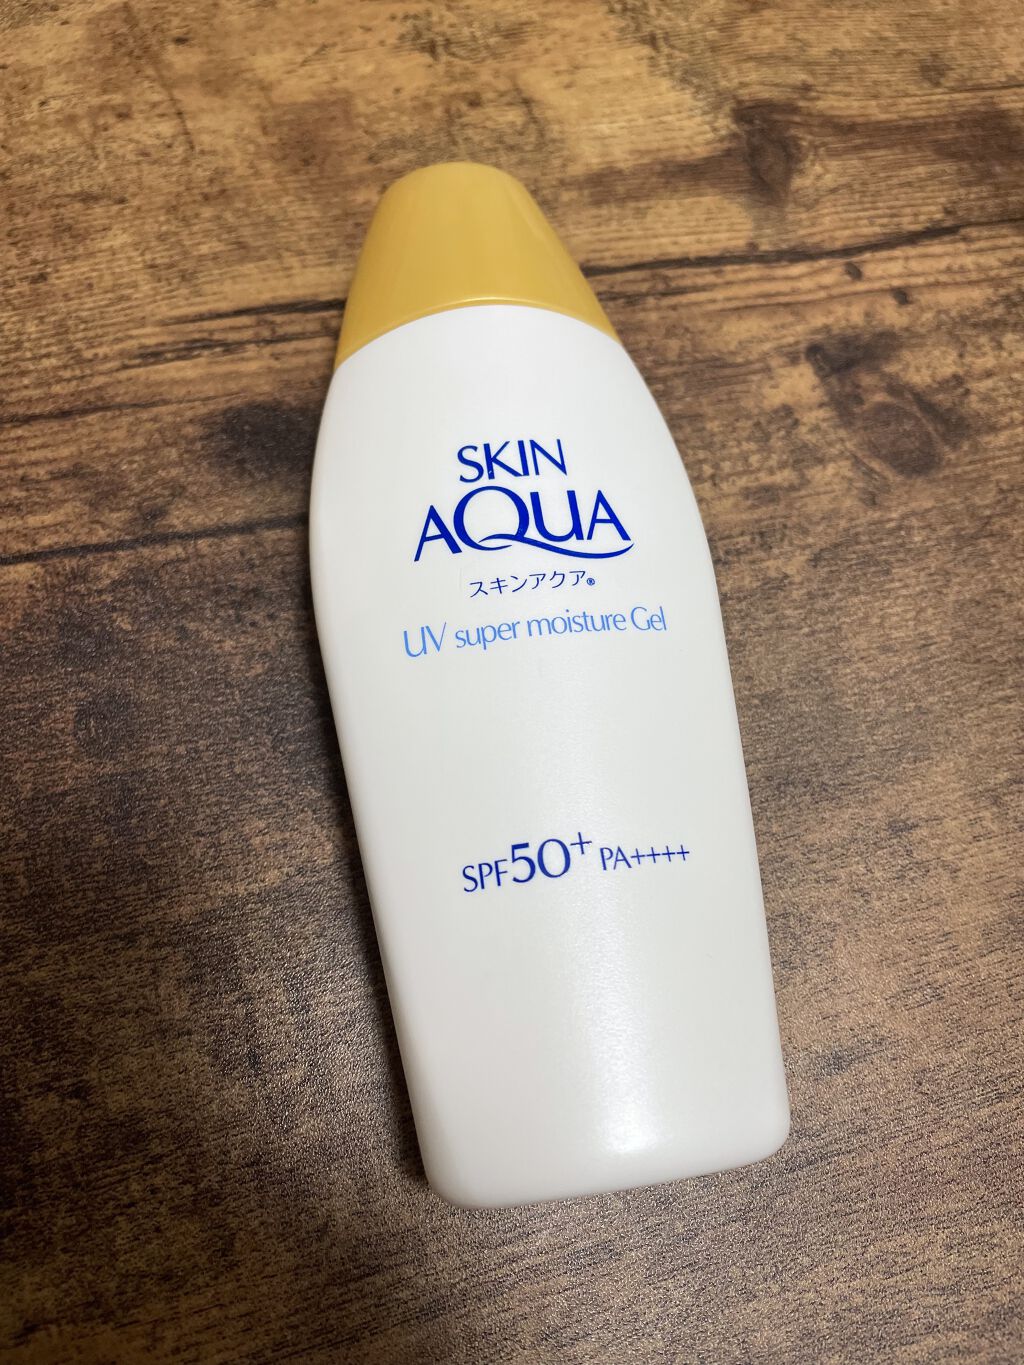 SKIN
AQUA
スキンアクア®
UV super moisture Gel
SPF50+ PA++++